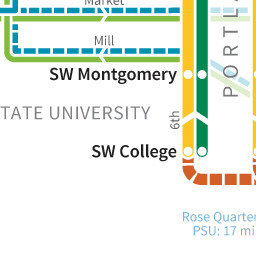 Market
Mill
SW Montgomery
TATE UNIVERSITY
PORTL
6th
SW College
Rose Quarter
PSU: 17 mi